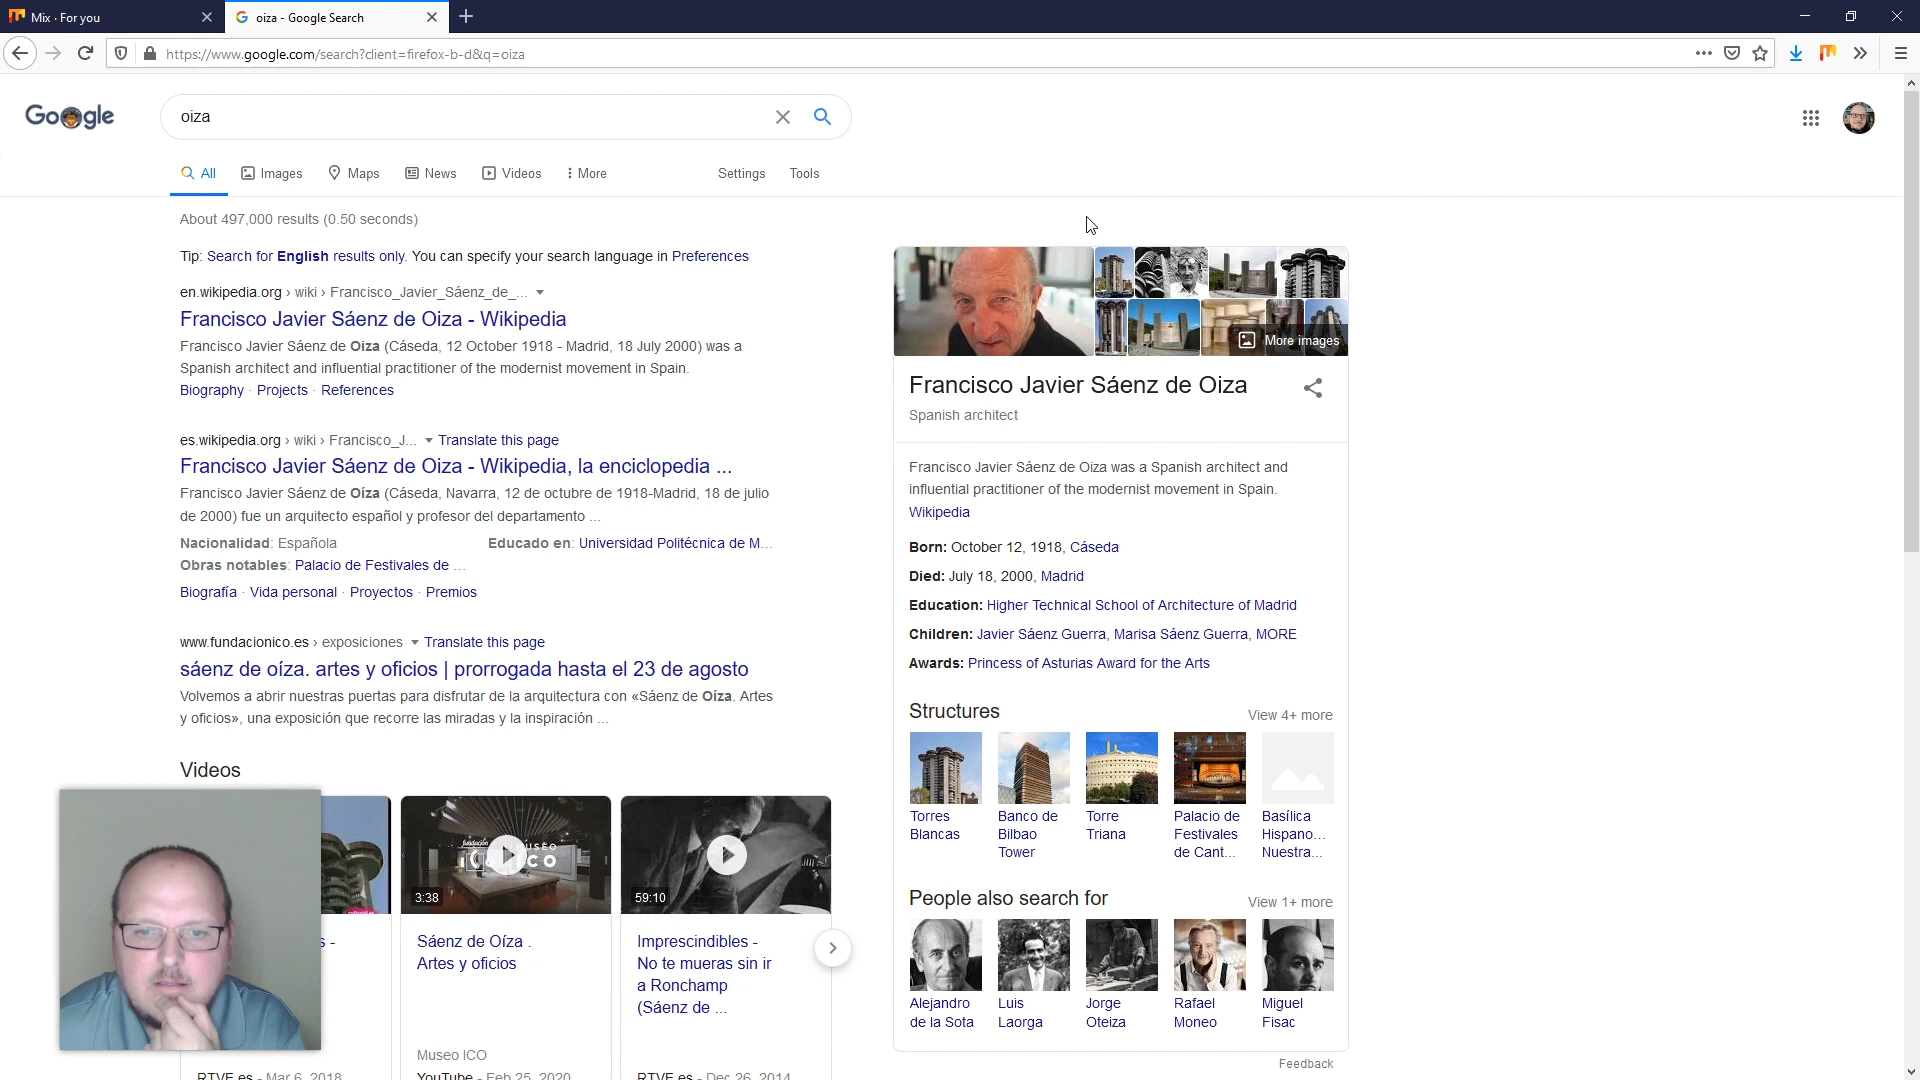 Mix · For you
oiza - Google Search
https://www.google.com/search?client=firefox-b-d&q=oiza
Google
oiza
All
Images
Maps
News
Videos
More
Settings
Tools
About 497,000 results (0.50 seconds)
Tip: Search for English results only. You can specify your search language in Preferences
en.wikipedia.org › wiki › Francisco_Javier_Sáenz_de_...
Francisco Javier Sáenz de Oiza - Wikipedia
Francisco Javier Sáenz de Oiza (Cáseda, 12 October 1918 - Madrid, 18 July 2000) was a
Spanish architect and influential practitioner of the modernist movement in Spain.
Biography · Projects · References
es.wikipedia.org › wiki › Francisco_J... Translate this page
Francisco Javier Sáenz de Oiza - Wikipedia, la enciclopedia ...
Francisco Javier Sáenz de Oíza (Cáseda, Navarra, 12 de octubre de 1918-Madrid, 18 de julio
de 2000) fue un arquitecto español y profesor del departamento ...
Nacionalidad: Española Educado en: Universidad Politécnica de M...
Obras notables: Palacio de Festivales de ...
Biografía · Vida personal · Proyectos · Premios
www.fundacionico.es › exposiciones Translate this page
sáenz de oíza. artes y oficios | prorrogada hasta el 23 de agosto
Volvemos a abrir nuestras puertas para disfrutar de la arquitectura con «Sáenz de Oíza. Artes
y oficios», una exposición que recorre las miradas y la inspiración ...
Videos
s -
fundación
MUSEO
ICO
3:38
59:10
Sáenz de Oíza .
Artes y oficios
Imprescindibles -
No te mueras sin ir
a Ronchamp
(Sáenz de ...
Museo ICO
RTVE.es - Mar 6, 2018
YouTube - Feb 25, 2020
RTVE.es - Dec 26, 2014
More images
Francisco Javier Sáenz de Oiza
Spanish architect
Francisco Javier Sáenz de Oiza was a Spanish architect and
influential practitioner of the modernist movement in Spain.
Wikipedia
Born: October 12, 1918, Cáseda
Died: July 18, 2000, Madrid
Education: Higher Technical School of Architecture of Madrid
Children: Javier Sáenz Guerra, Marisa Sáenz Guerra, MORE
Awards: Princess of Asturias Award for the Arts
Structures
View 4+ more
Torres
Blancas
Banco de
Bilbao
Tower
Torre
Triana
Palacio de
Festivales
de Cant...
Basílica
Hispano...
Nuestra...
People also search for
View 1+ more
Alejandro
de la Sota
Luis
Laorga
Jorge
Oteiza
Rafael
Moneo
Miguel
Fisac
Feedback